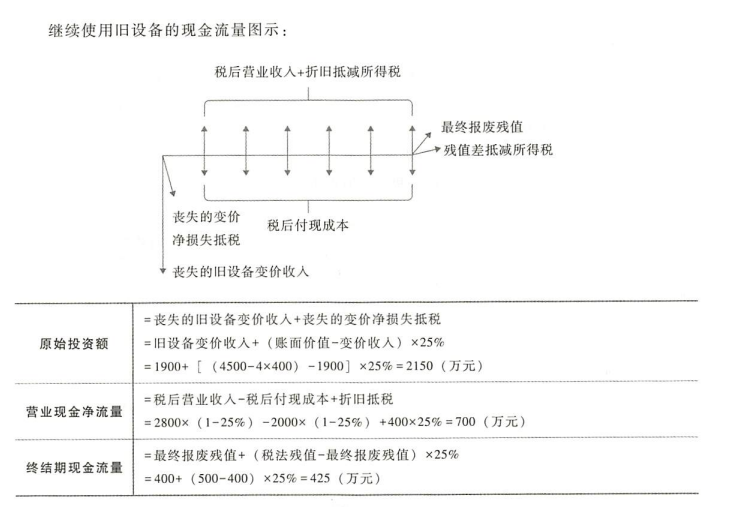 继续使用旧设备的现金流量图示：
税后营业收入+折旧抵减所得税
最终报废残值
残值差抵减所得税
丧失的变价
净损失抵税
税后付现成本
丧失的旧设备变价收入
原始投资额
=丧失的旧设备变价收入+丧失的变价净损失抵税
=旧设备变价收入+（账面价值-变价收入）×25%
=1900+［（4500-4×400）-1900］×25%=2150（万元）
营业现金净流量
=税后营业收入-税后付现成本+折旧抵税
=2800×（1-25%）-2000×（1-25%）+400×25%=700（万元）
终结期现金流量
=最终报废残值+（税法残值-最终报废残值）×25%
=400+（500-400）×25%=425（万元）